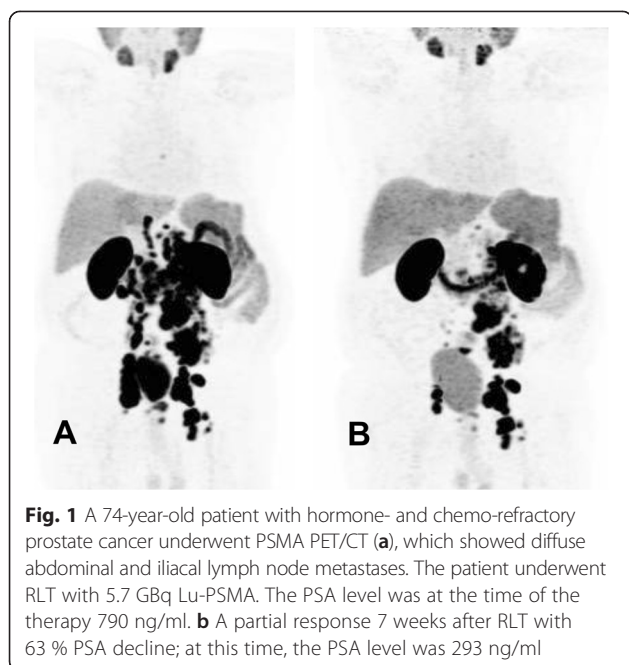 A
B
Fig. 1 A 74-year-old patient with hormone- and chemo-refractory
prostate cancer underwent PSMA PET/CT (a), which showed diffuse
abdominal and iliacal lymph node metastases. The patient underwent
RLT with 5.7 GBq Lu-PSMA. The PSA level was at the time of the
therapy 790 ng/ml. b A partial response 7 weeks after RLT with
63 % PSA decline; at this time, the PSA level was 293 ng/ml